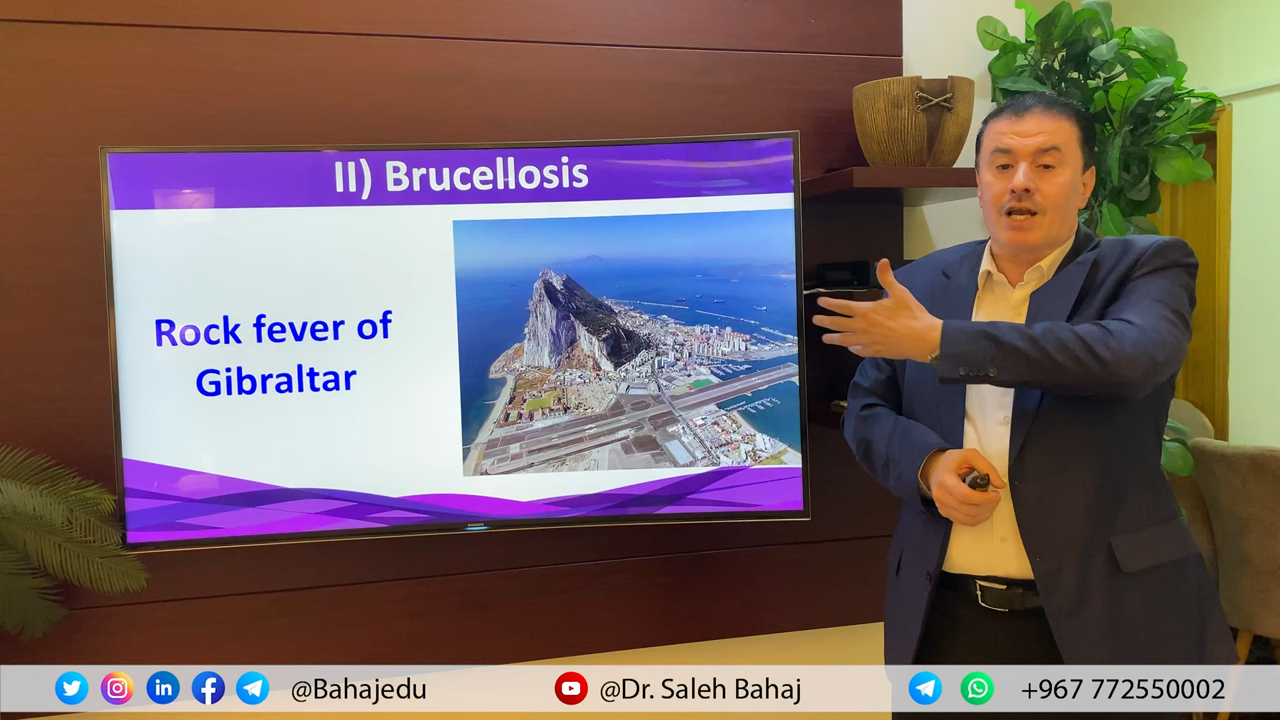 II) Brucellosis
Rock fever of
Gibraltar
@Bahajedu
@Dr. Saleh Bahaj
+967 772550002